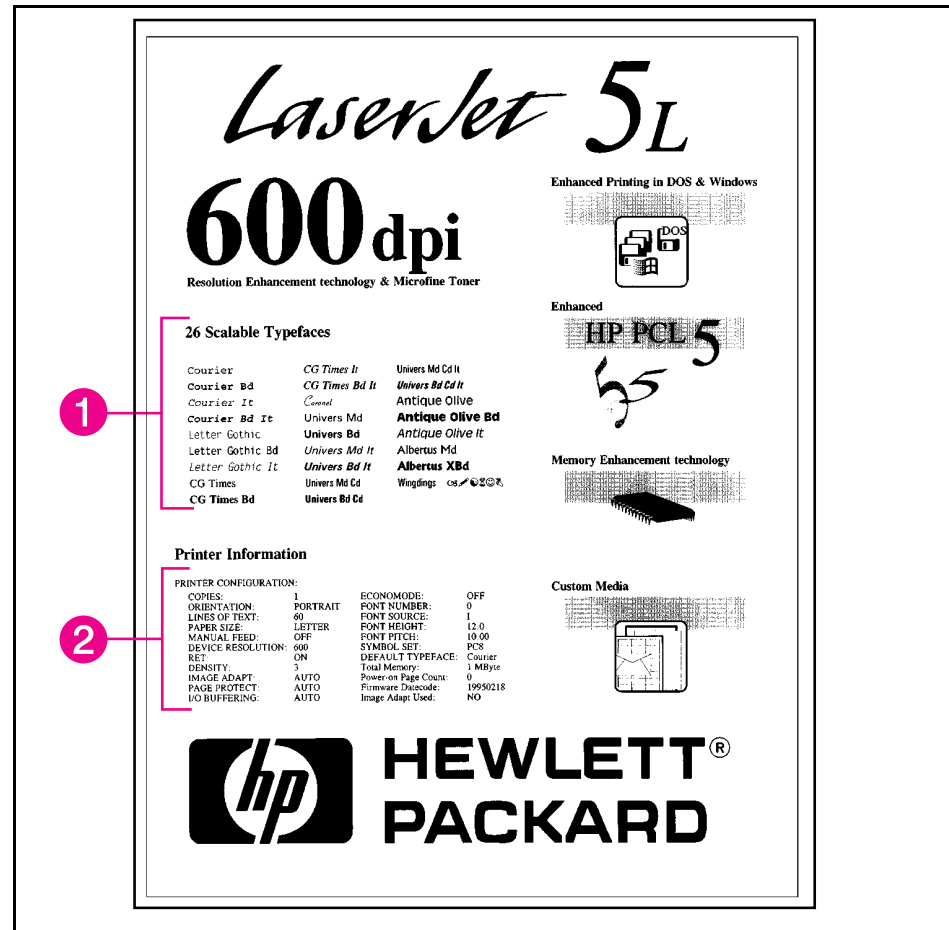 LaserJet 5L
600 dpi
Resolution Enhancement technology & Microfine Toner
1
26 Scalable Typefaces
Courier CG Times It Univers Md Cd It
Courier Bd CG Times Bd It Univers Bd Cd It
Courier It Coronet Antique Olive
Courier Bd It Univers Md Antique Olive Bd
Letter Gothic Univers Bd Antique Olive It
Letter Gothic Bd Univers Md It Albertus Md
Letter Gothic It Univers Bd It Albertus XBd
CG Times Univers Md Cd Wingdings
CG Times Bd Univers Bd Cd
2
Printer Information
PRINTER CONFIGURATION:
COPIES: 1 ECONOMODE: OFF
ORIENTATION: PORTRAIT FONT NUMBER: 0
LINES OF TEXT: 60 FONT SOURCE: I
PAPER SIZE: LETTER FONT HEIGHT: 12.0
MANUAL FEED: OFF FONT PITCH: 10.00
DEVICE RESOLUTION: 600 SYMBOL SET: PC8
RET: ON DEFAULT TYPEFACE: Courier
DENSITY: 3 Total Memory: 1 MByte
IMAGE ADAPT: AUTO Power-on Page Count: 0
PAGE PROTECT: AUTO Firmware Datecode: 19950218
I/O BUFFERING: AUTO Image Adapt Used: NO
Enhanced Printing in DOS & Windows
DOS
Enhanced
HP PCL 5
5 5
Memory Enhancement technology
Custom Media
hp HEWLETT®
PACKARD